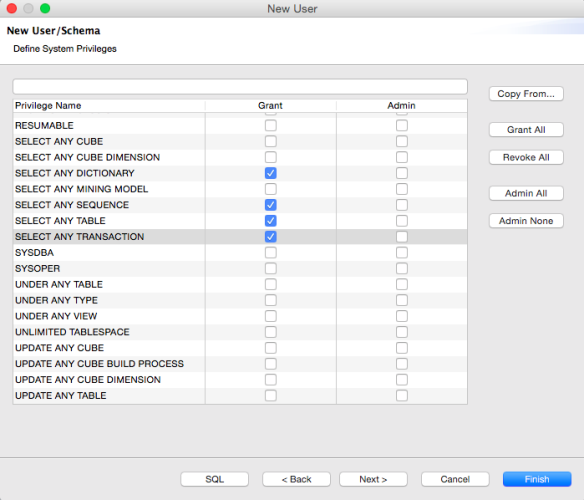 New User
New User/Schema
Define System Privileges
Copy From...
Privilege Name Grant Admin
RESUMABLE
Grant All
SELECT ANY CUBE
SELECT ANY CUBE DIMENSION
Revoke All
SELECT ANY DICTIONARY
SELECT ANY MINING MODEL
Admin All
SELECT ANY SEQUENCE
SELECT ANY TABLE
Admin None
SELECT ANY TRANSACTION
SYSDBA
SYSOPER
UNDER ANY TABLE
UNDER ANY TYPE
UNDER ANY VIEW
UNLIMITED TABLESPACE
UPDATE ANY CUBE
UPDATE ANY CUBE BUILD PROCESS
UPDATE ANY CUBE DIMENSION
UPDATE ANY TABLE
SQL < Back Next > Cancel Finish